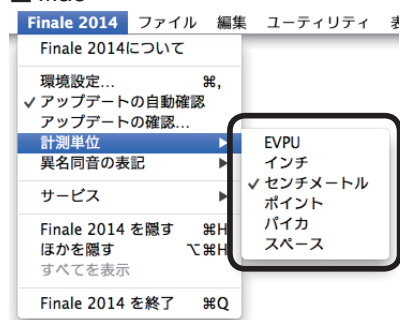 Mac
Finale 2014 ファイル 編集 ユーティリティ
Finale 2014について
環境設定... ⌘,
✓ アップデートの自動確認
アップデートの確認...
計測単位 ▶
異名同音の表記 ▶
サービス ▶
Finale 2014 を隠す ⌘H
ほかを隠す ⌥⌘H
すべてを表示
Finale 2014 を終了 ⌘Q
EVPU
インチ
✓ センチメートル
ポイント
パイカ
スペース